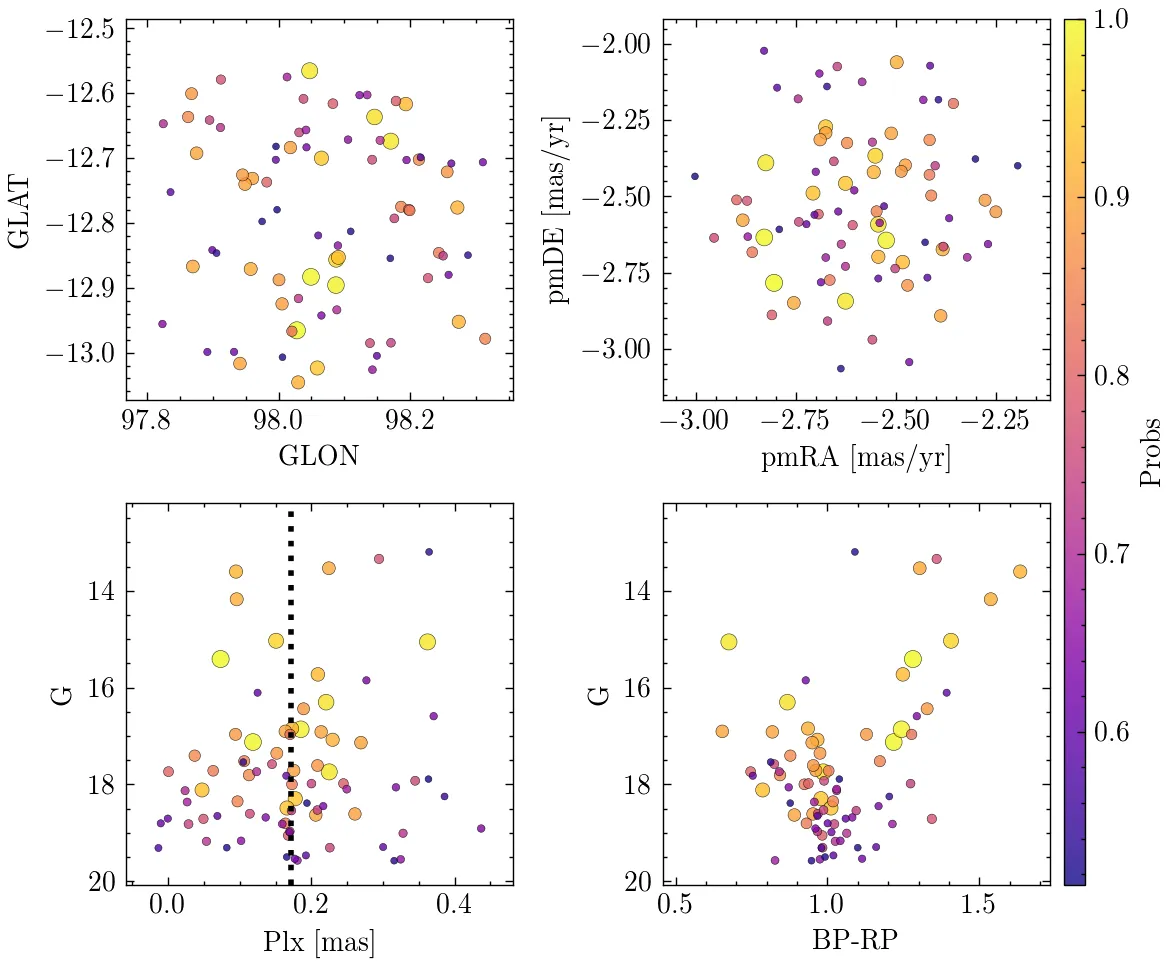 −12.5
−12.6
−12.7
−12.8
−12.9
−13.0
GLAT
97.8 98.0 98.2
GLON
−2.00
−2.25
−2.50
−2.75
−3.00
pmDE [mas/yr]
−3.00 −2.75 −2.50 −2.25
pmRA [mas/yr]
14
16
18
20
G
0.0 0.2 0.4
Plx [mas]
14
16
18
20
G
0.5 1.0 1.5
BP-RP
1.0
0.9
0.8
0.7
0.6
Probs